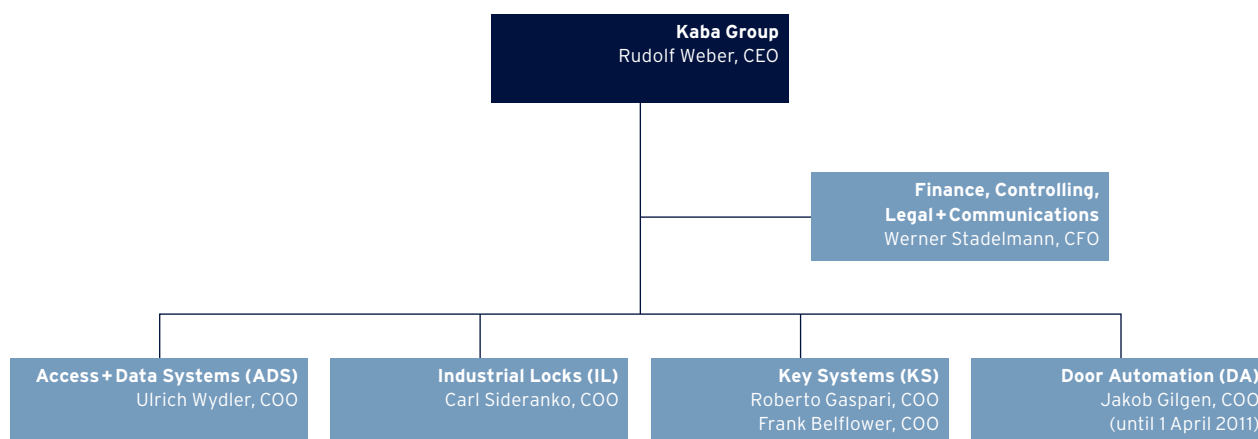 Kaba Group
Rudolf Weber, CEO
Finance, Controlling,
Legal+Communications
Werner Stadelmann, CFO
Access+Data Systems (ADS)
Ulrich Wydler, COO
Industrial Locks (IL)
Carl Sideranko, COO
Key Systems (KS)
Roberto Gaspari, COO
Frank Belflower, COO
Door Automation (DA)
Jakob Gilgen, COO
(until 1 April 2011)